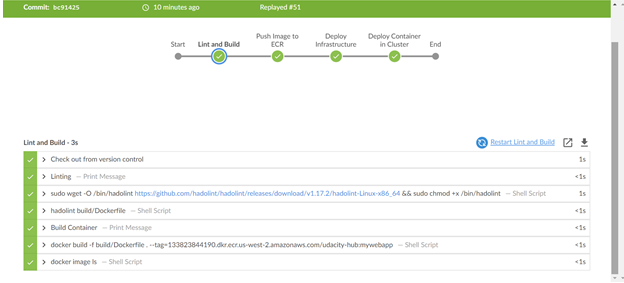 Commit: bc91425 10 minutes ago Replayed #51
Start Lint and Build Push Image to ECR Deploy Infrastructure Deploy Container in Cluster End
Lint and Build - 3s Restart Lint and Build
Check out from version control 1s
Linting — Print Message <1s
sudo wget -O /bin/hadolint https://github.com/hadolint/hadolint/releases/download/v1.17.2/hadolint-Linux-x86_64 && sudo chmod +x /bin/hadolint — Shell Script 1s
hadolint build/Dockerfile — Shell Script <1s
Build Container — Print Message <1s
docker build -f build/Dockerfile . --tag=133823844190.dkr.ecr.us-west-2.amazonaws.com/udacity-hub:mywebapp — Shell Script <1s
docker image ls — Shell Script <1s